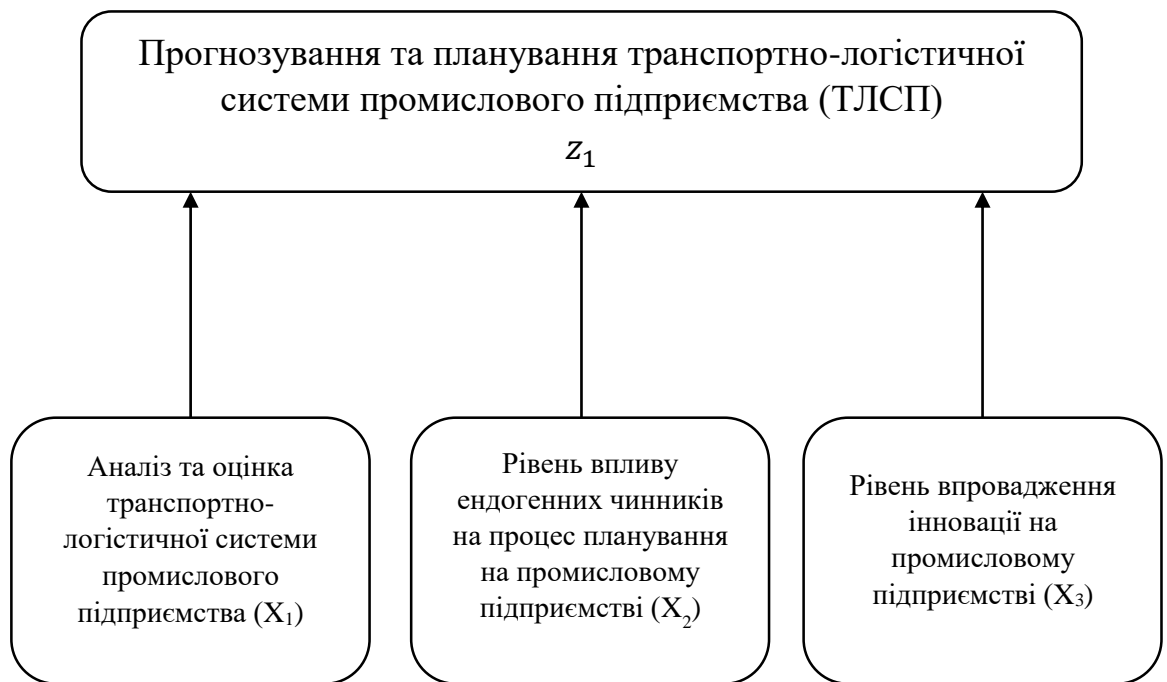 Прогнозування та планування транспортно-логістичної
системи промислового підприємства (ТЛСП)
z₁
Аналіз та оцінка
транспортно-
логістичної системи
промислового
підприємства (X₁)
Рівень впливу
ендогенних чинників
на процес планування
на промисловому
підприємстві (X₂)
Рівень впровадження
інновації на
промисловому
підприємстві (X₃)